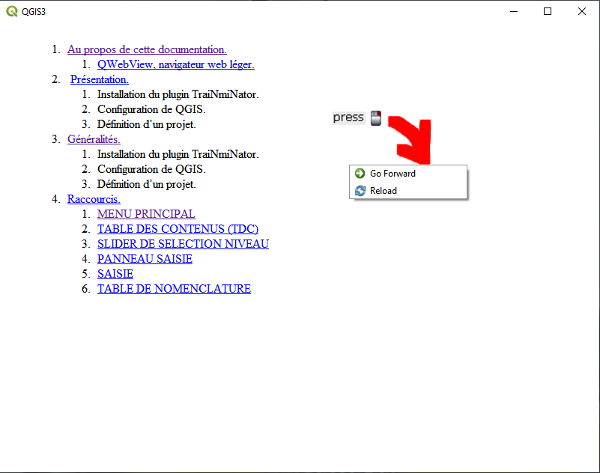 QGIS3
1. Au propos de cette documentation.
1. QWebView, navigateur web léger.
2. Présentation.
1. Installation du plugin TraiNmiNator.
2. Configuration de QGIS.
3. Définition d'un projet.
3. Généralités.
1. Installation du plugin TraiNmiNator.
2. Configuration de QGIS.
3. Définition d'un projet.
4. Raccourcis.
1. MENU PRINCIPAL
2. TABLE DES CONTENUS (TDC)
3. SLIDER DE SELECTION NIVEAU
4. PANNEAU SAISIE
5. SAISIE
6. TABLE DE NOMENCLATURE
press
Go Forward
Reload